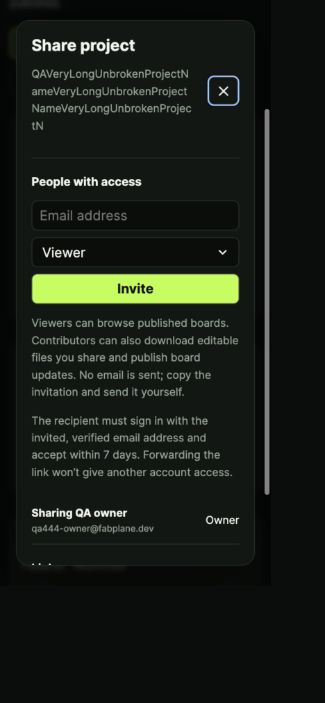 Share project
QAVeryLongUnbrokenProjectN
ameVeryLongUnbrokenProject
NameVeryLongUnbrokenProjec
tN
People with access
Email address
Viewer
Invite
Viewers can browse published boards.
Contributors can also download editable
files you share and publish board
updates. No email is sent; copy the
invitation and send it yourself.
The recipient must sign in with the
invited, verified email address and
accept within 7 days. Forwarding the
link won’t give another account access.
Sharing QA owner
Owner
qa444-owner@fabplane.dev